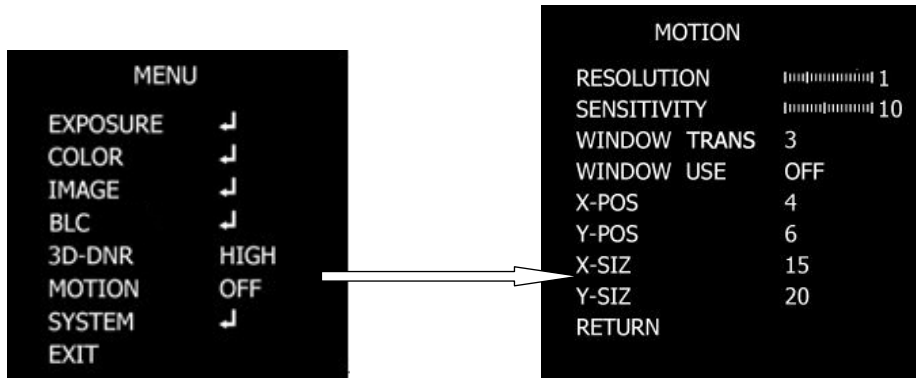 MENU
EXPOSURE ↲
COLOR ↲
IMAGE ↲
BLC ↲
3D-DNR HIGH
MOTION OFF
SYSTEM ↲
EXIT
MOTION
RESOLUTION 1
SENSITIVITY 10
WINDOW TRANS 3
WINDOW USE OFF
X-POS 4
Y-POS 6
X-SIZ 15
Y-SIZ 20
RETURN